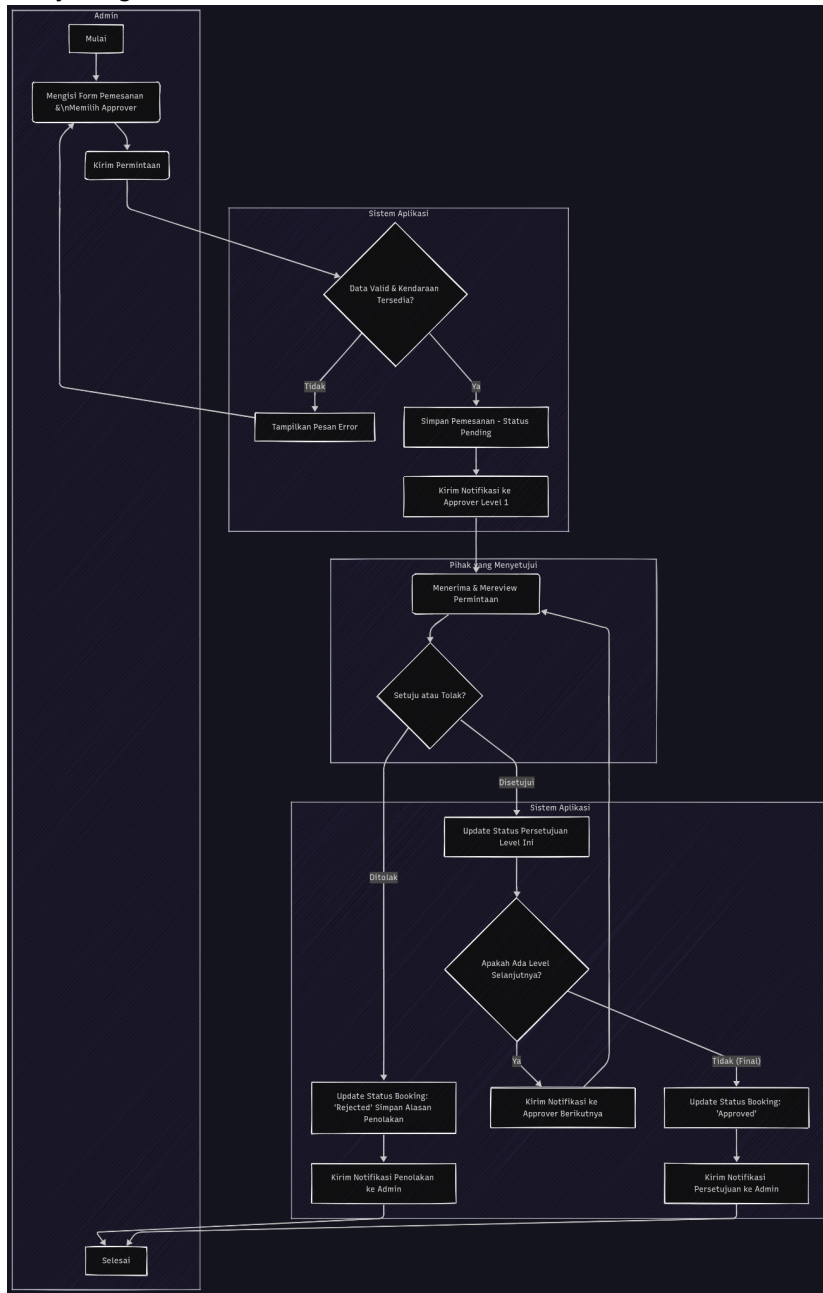 Admin
Mulai
Mengisi Form Pemesanan
&\nMemilih Approver
Kirim Permintaan
Sistem Aplikasi
Data Valid & Kendaraan
Tersedia?
Tidak
Ya
Tampilkan Pesan Error
Simpan Pemesanan - Status
Pending
Kirim Notifikasi ke
Approver Level 1
Pihak yang Menyetujui
Menerima & Mereview
Permintaan
Setuju atau Tolak?
Disetujui
Sistem Aplikasi
Update Status Persetujuan
Level Ini
Ditolak
Apakah Ada Level
Selanjutnya?
Ya
Tidak (Final)
Update Status Booking:
'Rejected' Simpan Alasan
Penolakan
Kirim Notifikasi ke
Approver Berikutnya
Update Status Booking:
'Approved'
Kirim Notifikasi Penolakan
ke Admin
Kirim Notifikasi
Persetujuan ke Admin
Selesai